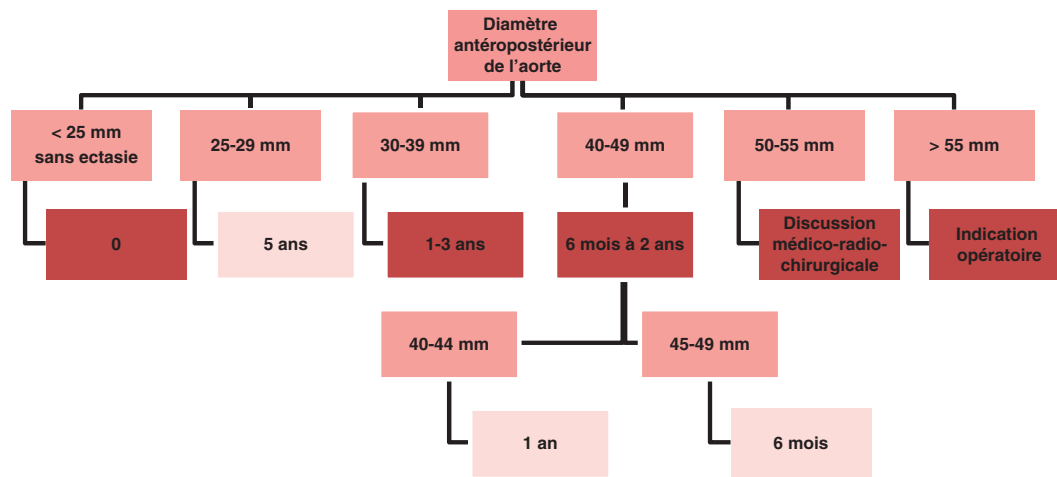 Diamètre
antéropostérieur
de l'aorte
< 25 mm
sans ectasie
25-29 mm
30-39 mm
40-49 mm
50-55 mm
> 55 mm
0
5 ans
1-3 ans
6 mois à 2 ans
Discussion
médico-radio-
chirurgicale
Indication
opératoire
40-44 mm
45-49 mm
1 an
6 mois